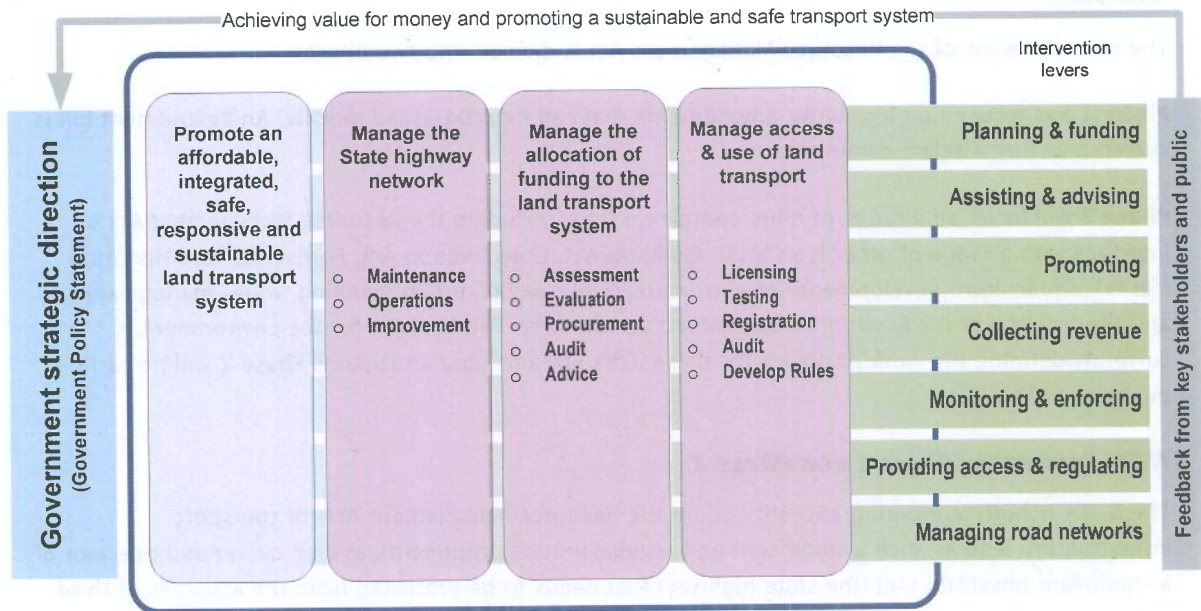 Achieving value for money and promoting a sustainable and safe transport system
Government strategic direction
(Government Policy Statement)
Promote an
affordable,
integrated,
safe,
responsive and
sustainable
land transport
system
Manage the
State highway
network
○ Maintenance
○ Operations
○ Improvement
Manage the
allocation of
funding to the
land transport
system
○ Assessment
○ Evaluation
○ Procurement
○ Audit
○ Advice
Manage access
& use of land
transport
○ Licensing
○ Testing
○ Registration
○ Audit
○ Develop Rules
Intervention
levers
Planning & funding
Assisting & advising
Promoting
Collecting revenue
Monitoring & enforcing
Providing access & regulating
Managing road networks
Feedback from key stakeholders and public